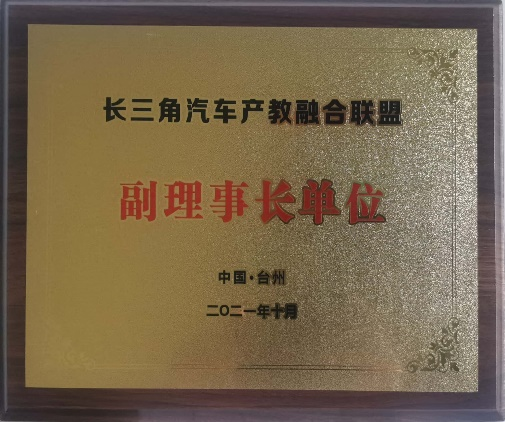 长三角汽车产教融合联盟
副理事长单位
中国·台州
二〇二一年十月